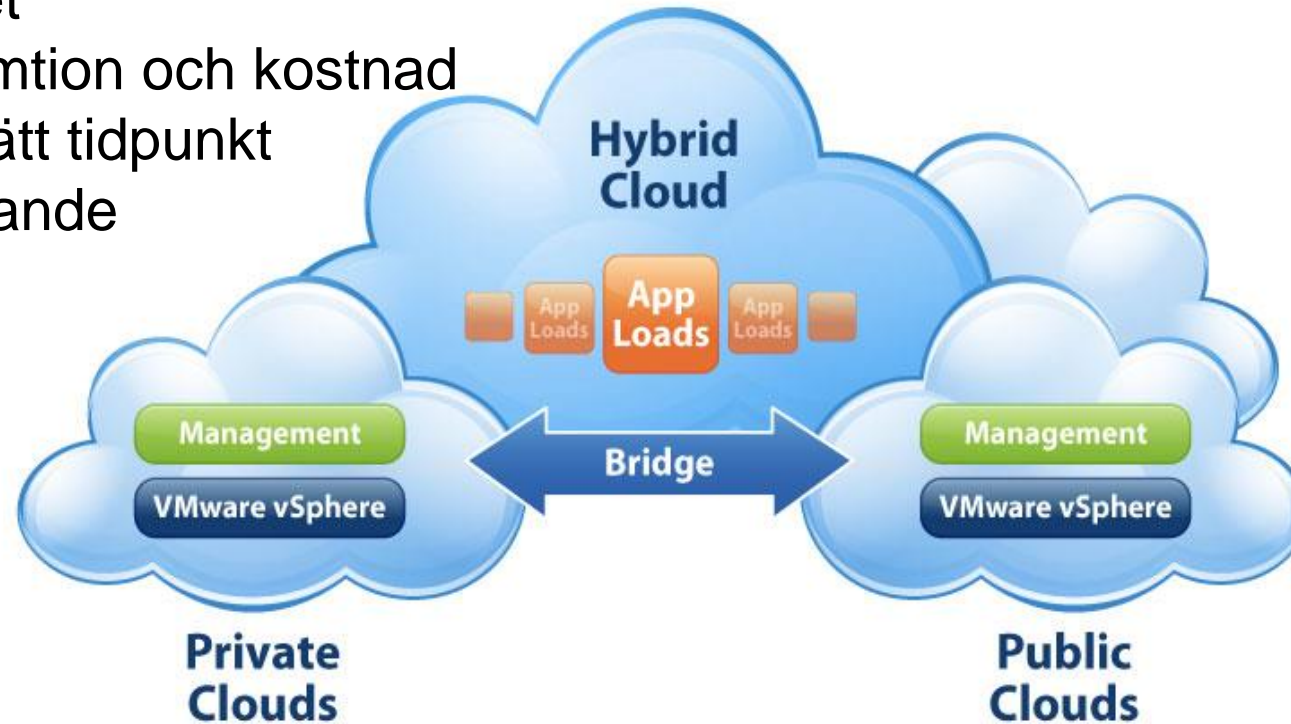 et
mtion och kostnad
ätt tidpunkt
ande
Hybrid
Cloud
App
Loads
App
Loads
App
Loads
Management
VMware vSphere
Bridge
Management
VMware vSphere
Private
Clouds
Public
Clouds